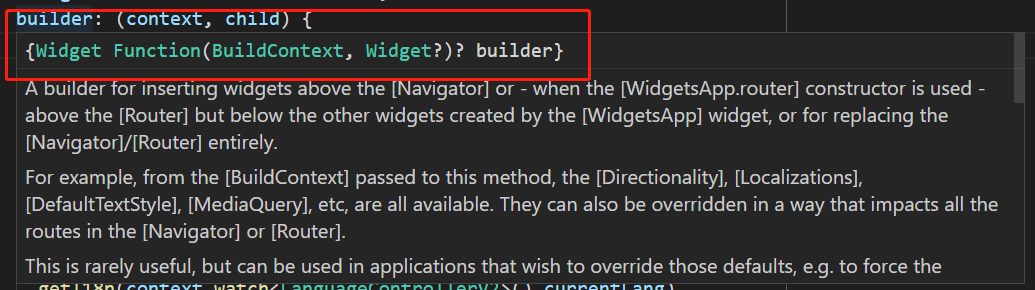 builder: (context, child) {
{Widget Function(BuildContext, Widget?)? builder}
A builder for inserting widgets above the [Navigator] or - when the [WidgetsApp.router] constructor is used -
above the [Router] but below the other widgets created by the [WidgetsApp] widget, or for replacing the
[Navigator]/[Router] entirely.
For example, from the [BuildContext] passed to this method, the [Directionality], [Localizations],
[DefaultTextStyle], [MediaQuery], etc, are all available. They can also be overridden in a way that impacts all the
routes in the [Navigator] or [Router].
This is rarely useful, but can be used in applications that wish to override those defaults, e.g. to force the
getI18n(context.watch<LanguageControllerV2>().currentLang)